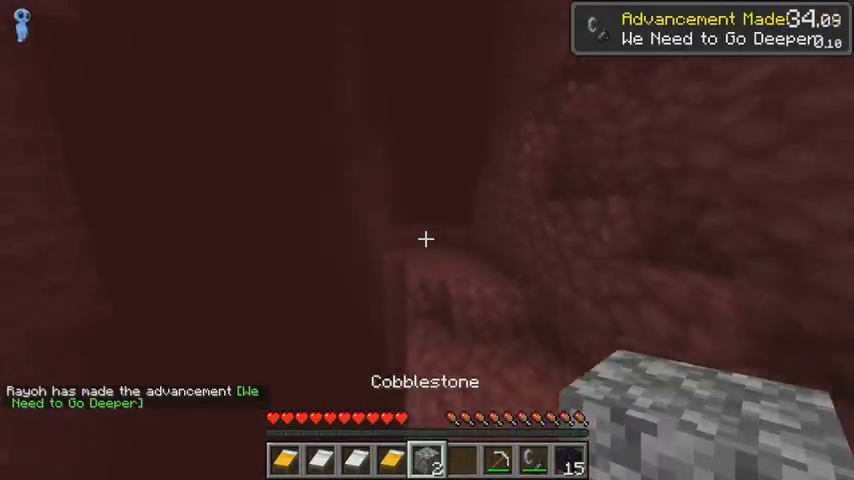 Advancement Made
34.09
We Need to Go Deeper
0.10
Cobblestone
Rayoh has made the advancement [We
Need to Go Deeper]
2
15